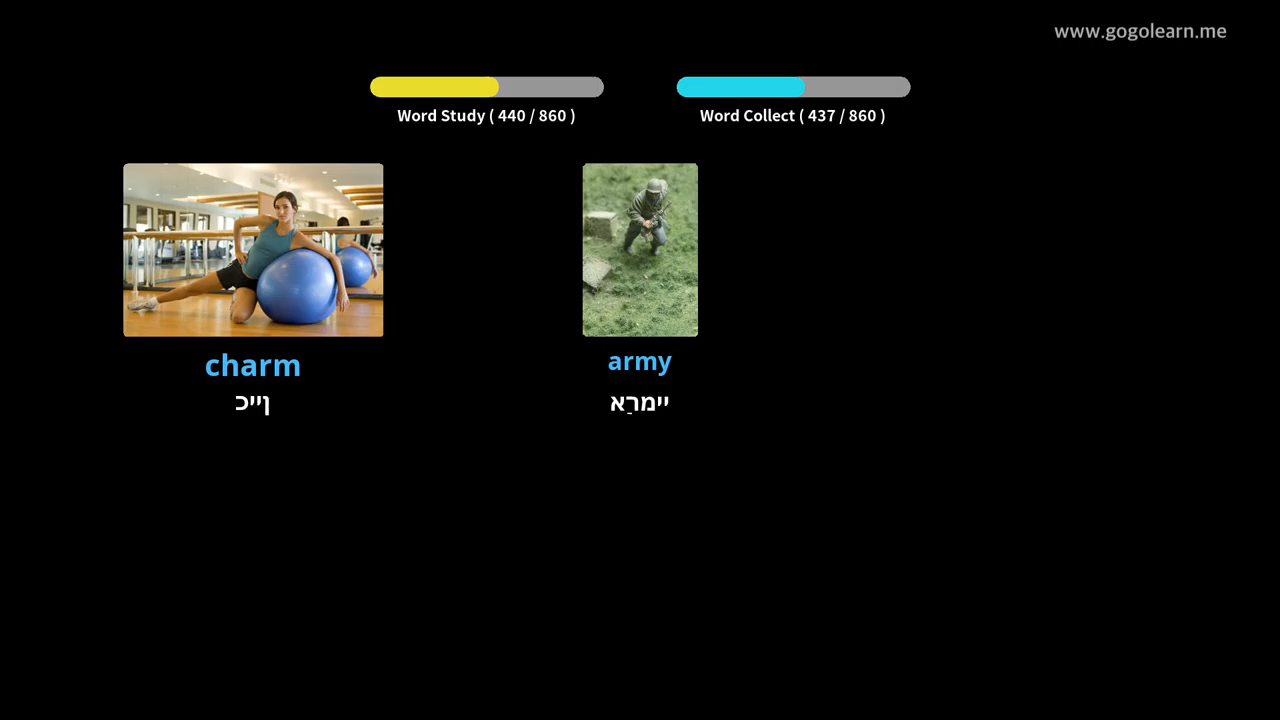 www.gogolearn.me
Word Study ( 440 / 860 )
Word Collect ( 437 / 860 )
charm
ןייכ
army
יימרַא